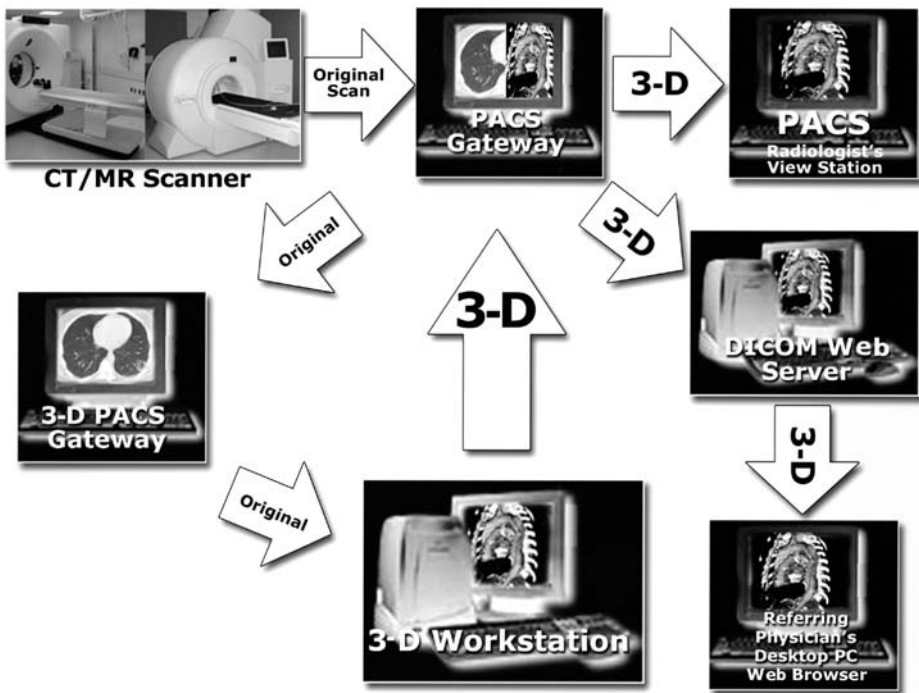 Original
Scan
3-D
PACS
Gateway
PACS
Radiologist's
View Station
CT/MR Scanner
Original
3-D
3-D
DICOM Web
Server
3-D PACS
Gateway
3-D
Original
3-D Workstation
Referring
Physician's
Desktop PC
Web Browser